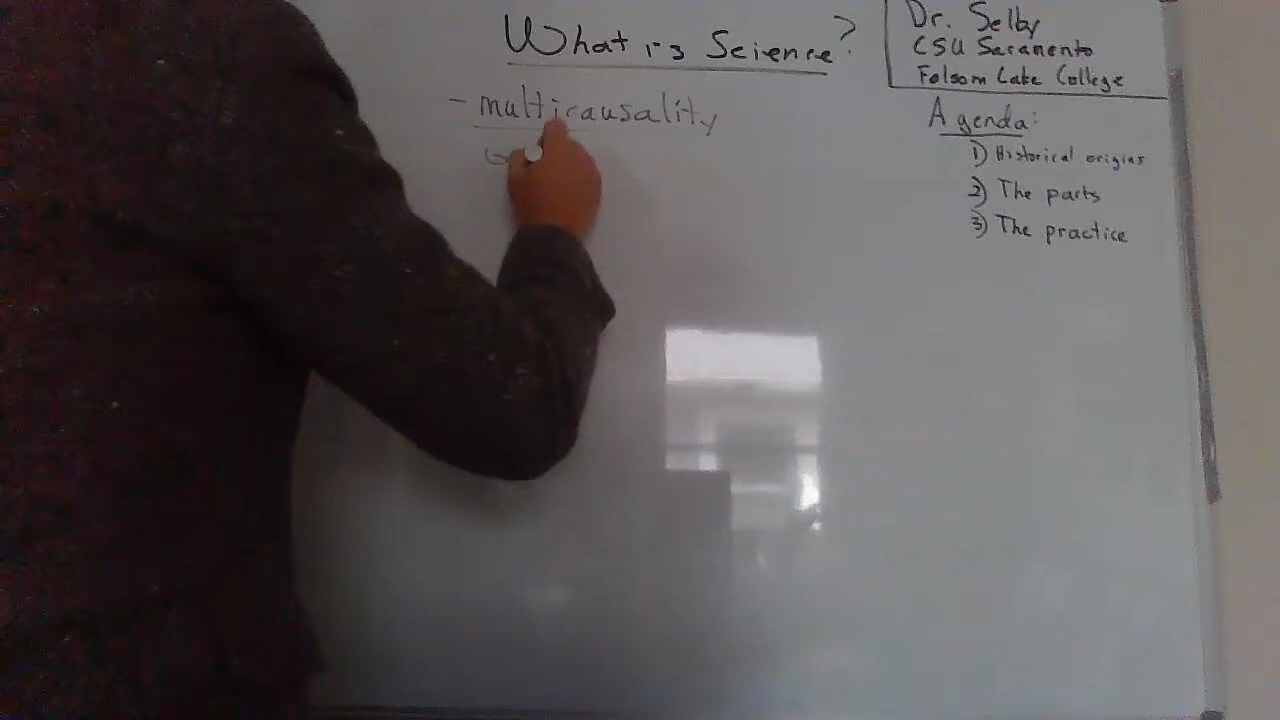 What is Science?
- multicausality
Dr. Selby
CSU Saramento
Folsom Lake College
Agenda:
1) Historical origins
2) The parts
3) The practice